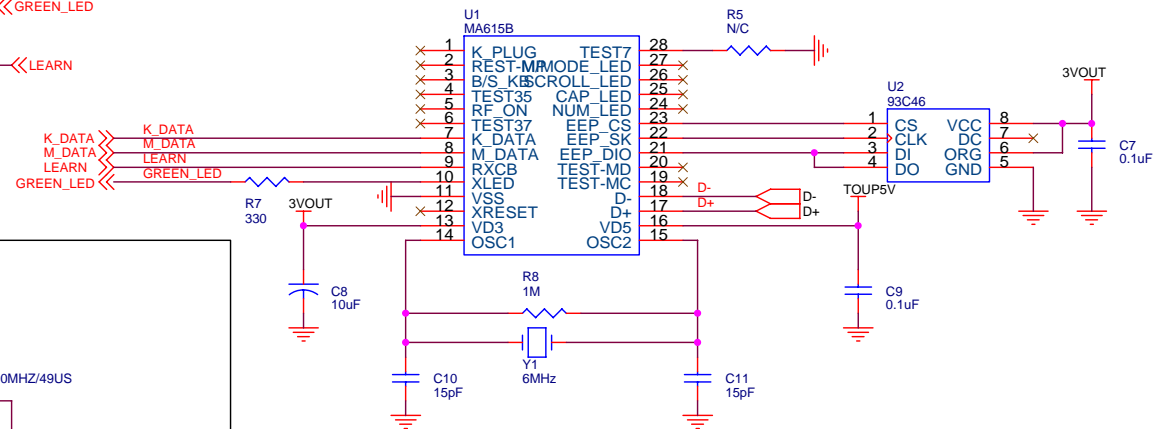 GREEN_LED
LEARN
U1
MA615B
1 K_PLUG TEST7 28
2 REST-M/P MMODE_LED 27
3 B/S_KB SCROLL_LED 26
4 TEST35 CAP_LED 25
5 RF_ON NUM_LED 24
6 TEST37 EEP_CS 23
7 K_DATA EEP_SK 22
8 M_DATA EEP_DIO 21
9 RXCB TEST-MD 20
10 XLED TEST-MC 19
11 VSS D- 18
12 XRESET D+ 17
13 VD3 VD5 16
14 OSC1 OSC2 15
R5
N/C
K_DATA K_DATA
M_DATA M_DATA
LEARN LEARN
GREEN_LED GREEN_LED
R7
330
3VOUT
C8
10uF
D- D-
D+ D+
TOUP5V
C9
0.1uF
U2
93C46
1 CS VCC 8
2 CLK DC 7
3 DI ORG 6
4 DO GND 5
3VOUT
C7
0.1uF
R8
1M
Y1
6MHz
C10
15pF
C11
15pF
0MHZ/49US